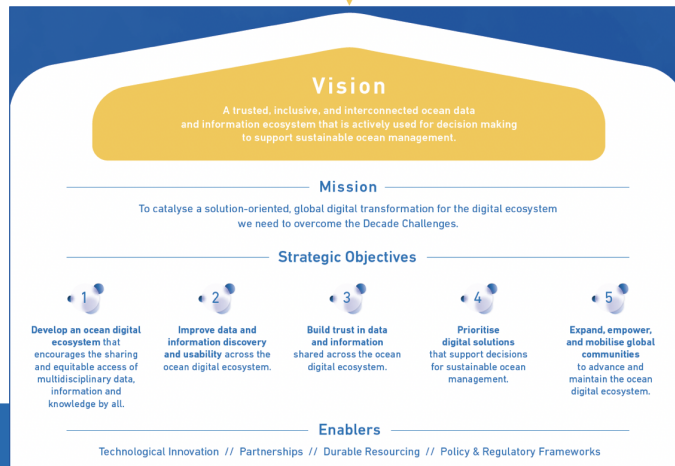 Vision
A trusted, inclusive, and interconnected ocean data
and information ecosystem that is actively used for decision making
to support sustainable ocean management.
Mission
To catalyse a solution-oriented, global digital transformation for the digital ecosystem
we need to overcome the Decade Challenges.
Strategic Objectives
1
Develop an ocean digital
ecosystem that
encourages the sharing
and equitable access of
multidisciplinary data,
information and
knowledge by all.
2
Improve data and
information discovery
and usability across the
ocean digital ecosystem.
3
Build trust in data
and information
shared across the ocean
digital ecosystem.
4
Prioritise
digital solutions
that support decisions
for sustainable ocean
management.
5
Expand, empower,
and mobilise global
communities
to advance and
maintain the ocean
digital ecosystem.
Enablers
Technological Innovation // Partnerships // Durable Resourcing // Policy & Regulatory Frameworks